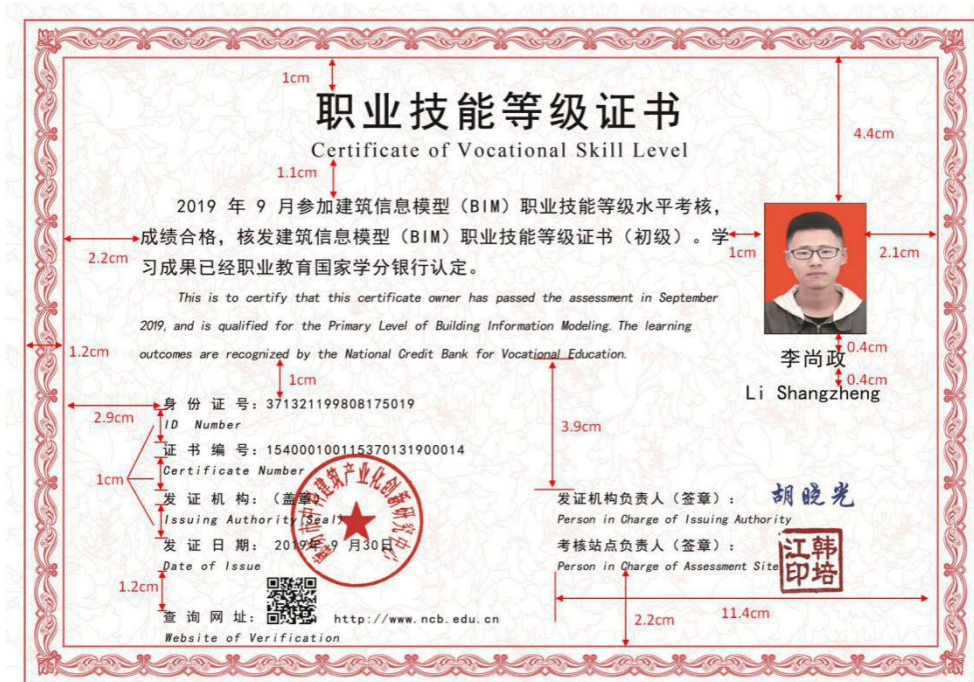 1cm
职业技能等级证书
Certificate of Vocational Skill Level
4.4cm
1.1cm
2019 年 9 月参加建筑信息模型（BIM）职业技能等级水平考核，
成绩合格，核发建筑信息模型（BIM）职业技能等级证书（初级）。学
习成果已经职业教育国家学分银行认定。
2.2cm
1cm
2.1cm
This is to certify that this certificate owner has passed the assessment in September
2019, and is qualified for the Primary Level of Building Information Modeling. The learning
outcomes are recognized by the National Credit Bank for Vocational Education.
1.2cm
0.4cm
李尚政
0.4cm
Li Shangzheng
1cm
2.9cm
3.9cm
身 份 证 号：371321199808175019
ID Number
证 书 编 号：154000100115370131900014
Certificate Number
1cm
发 证 机 构：（盖章）
Issuing Authority(Seal)
发 证 日 期： 2019年 9 月30日
Date of Issue
1.2cm
查 询 网 址： http://www.ncb.edu.cn
Website of Verification
发证机构负责人（签章）： 胡晓光
Person in Charge of Issuing Authority
考核站点负责人（签章）：
Person in Charge of Assessment Site
韩培
江印
2.2cm
11.4cm